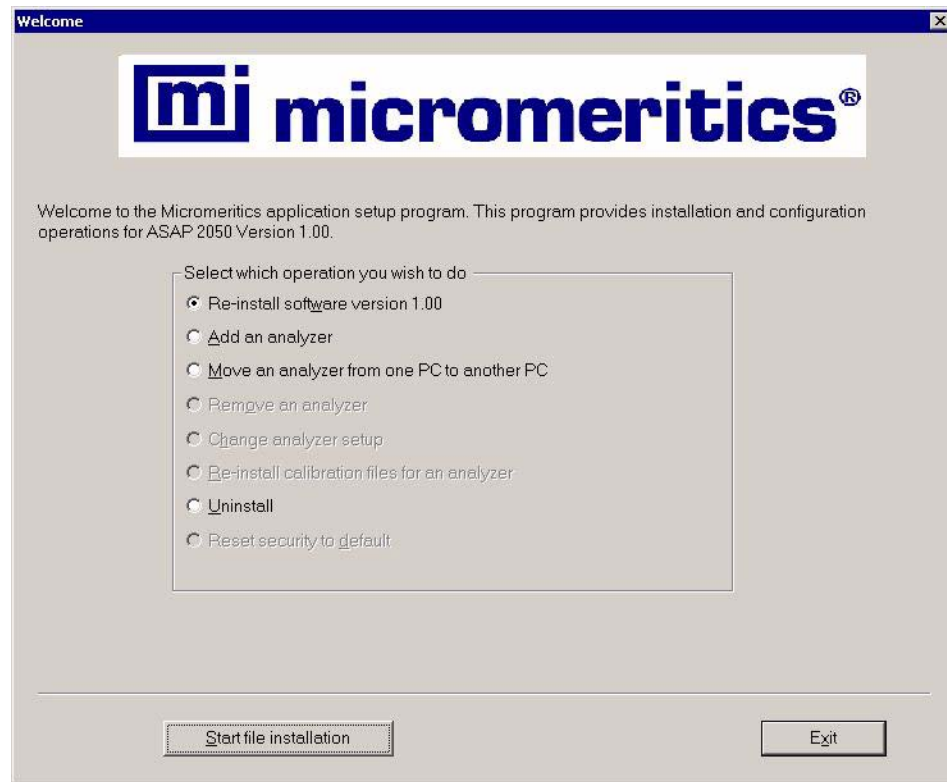 Welcome
mi micromeritics®
Welcome to the Micromeritics application setup program. This program provides installation and configuration
operations for ASAP 2050 Version 1.00.
Select which operation you wish to do
Re-install software version 1.00
Add an analyzer
Move an analyzer from one PC to another PC
Remove an analyzer
Change analyzer setup
Re-install calibration files for an analyzer
Uninstall
Reset security to default
Start file installation
Exit